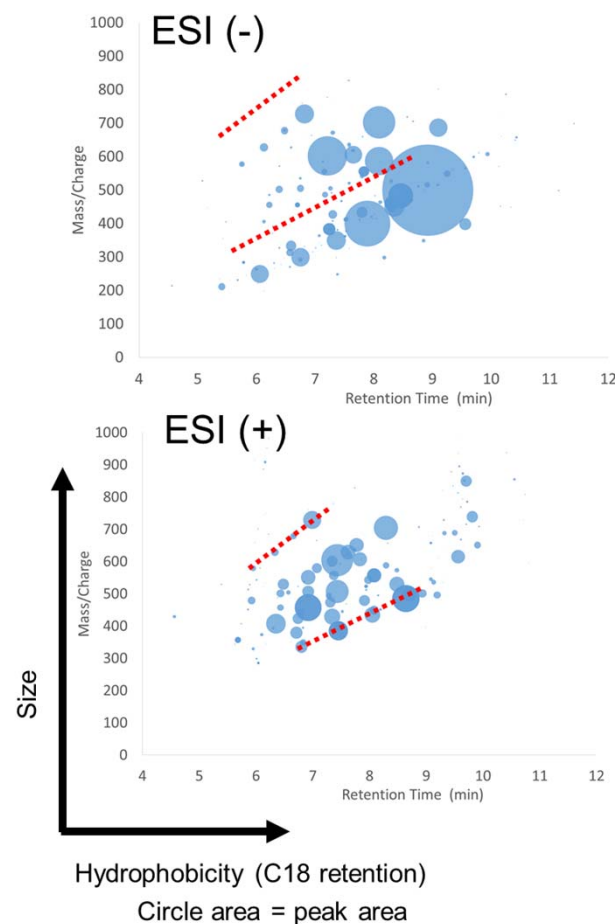 ESI (-)
1000
900
800
700
600
500
400
300
200
100
0
Mass/Charge
4 5 6 7 8 9 10 11 12
Retention Time (min)
ESI (+)
1000
900
800
700
600
500
400
300
200
100
0
Mass/Charge
4 5 6 7 8 9 10 11 12
Retention Time (min)
Size
Hydrophobicity (C18 retention)
Circle area = peak area